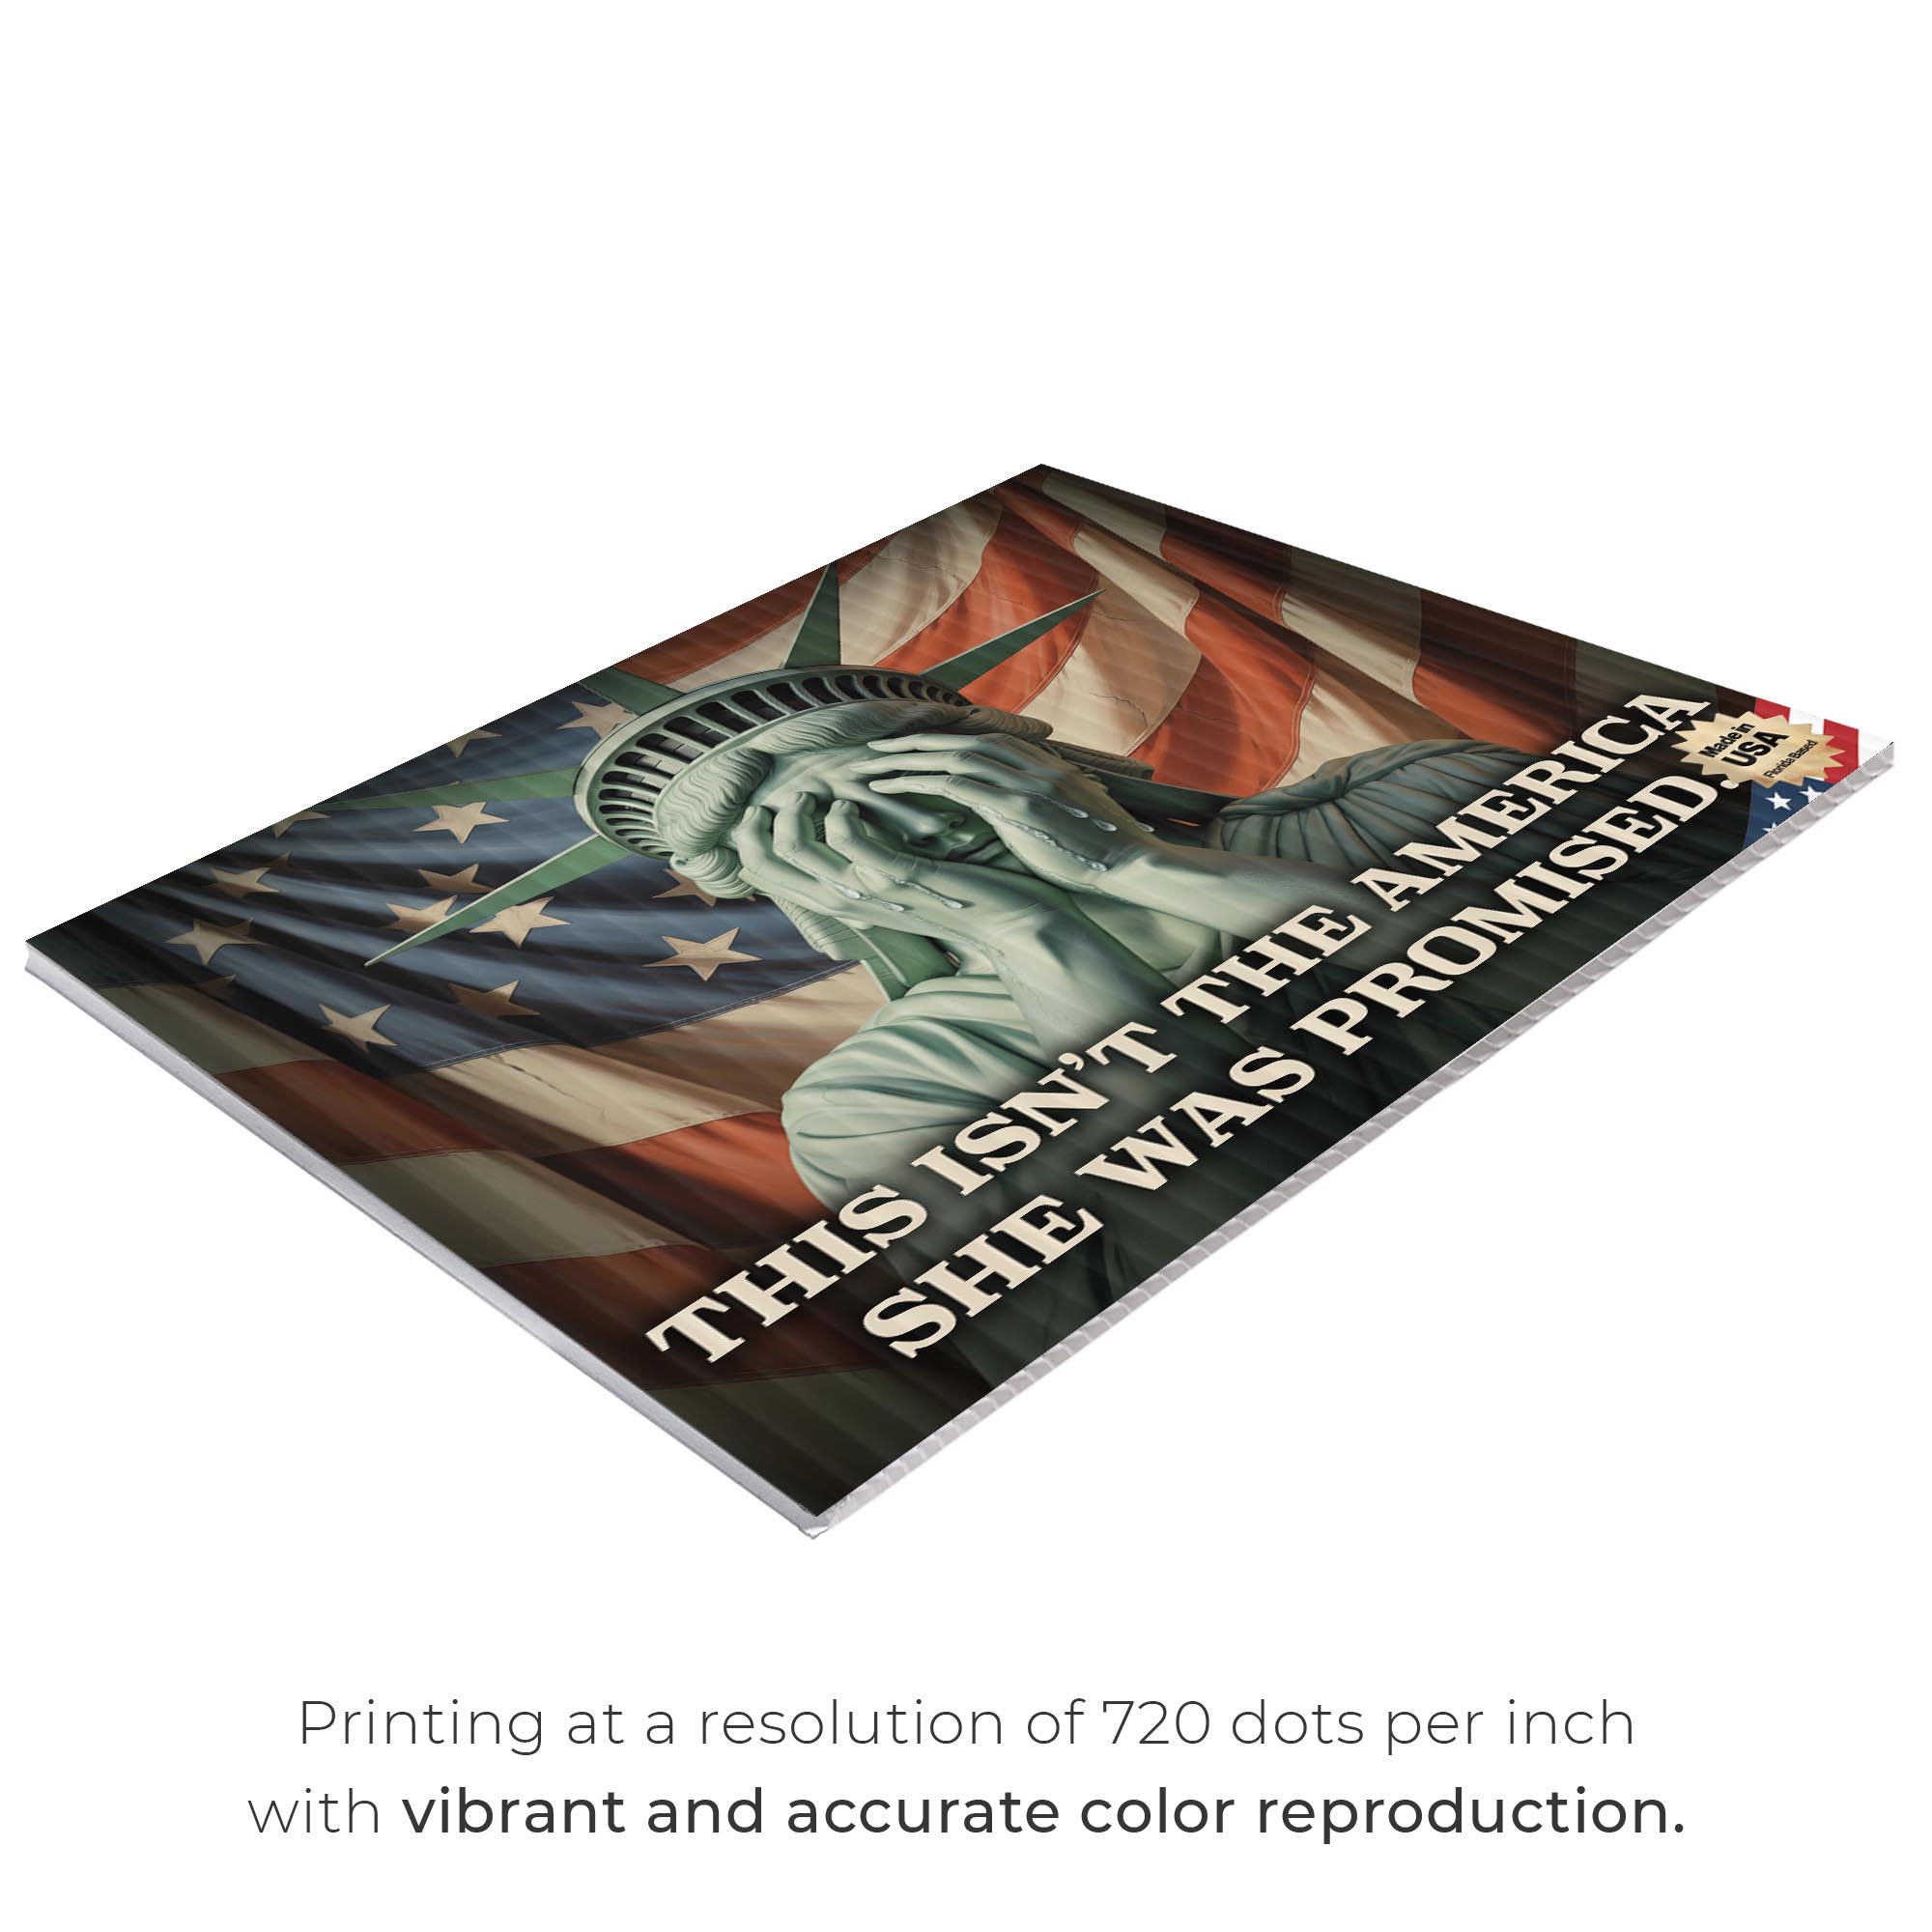 THIS ISN'T THE AMERICA
SHE WAS PROMISED.
Made in
USA
Florida Based
Printing at a resolution of 720 dots per inch
with vibrant and accurate color reproduction.